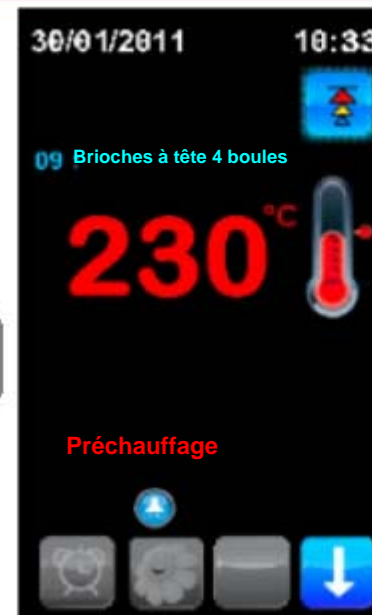 30/01/2011 10:33
09 : Brioches à tête 4 boules
230 °C
Préchauffage